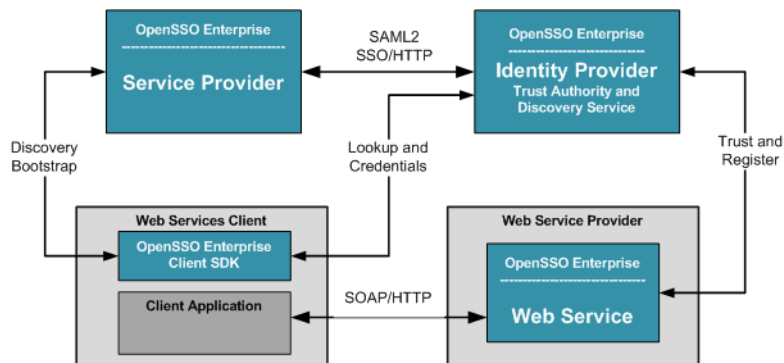 OpenSSO Enterprise
Service Provider
SAML2
SSO/HTTP
OpenSSO Enterprise
Identity Provider
Trust Authority and
Discovery Service
Discovery
Bootstrap
Lookup and
Credentials
Trust and
Register
Web Services Client
OpenSSO Enterprise
Client SDK
Client Application
SOAP/HTTP
Web Service Provider
OpenSSO Enterprise
Web Service